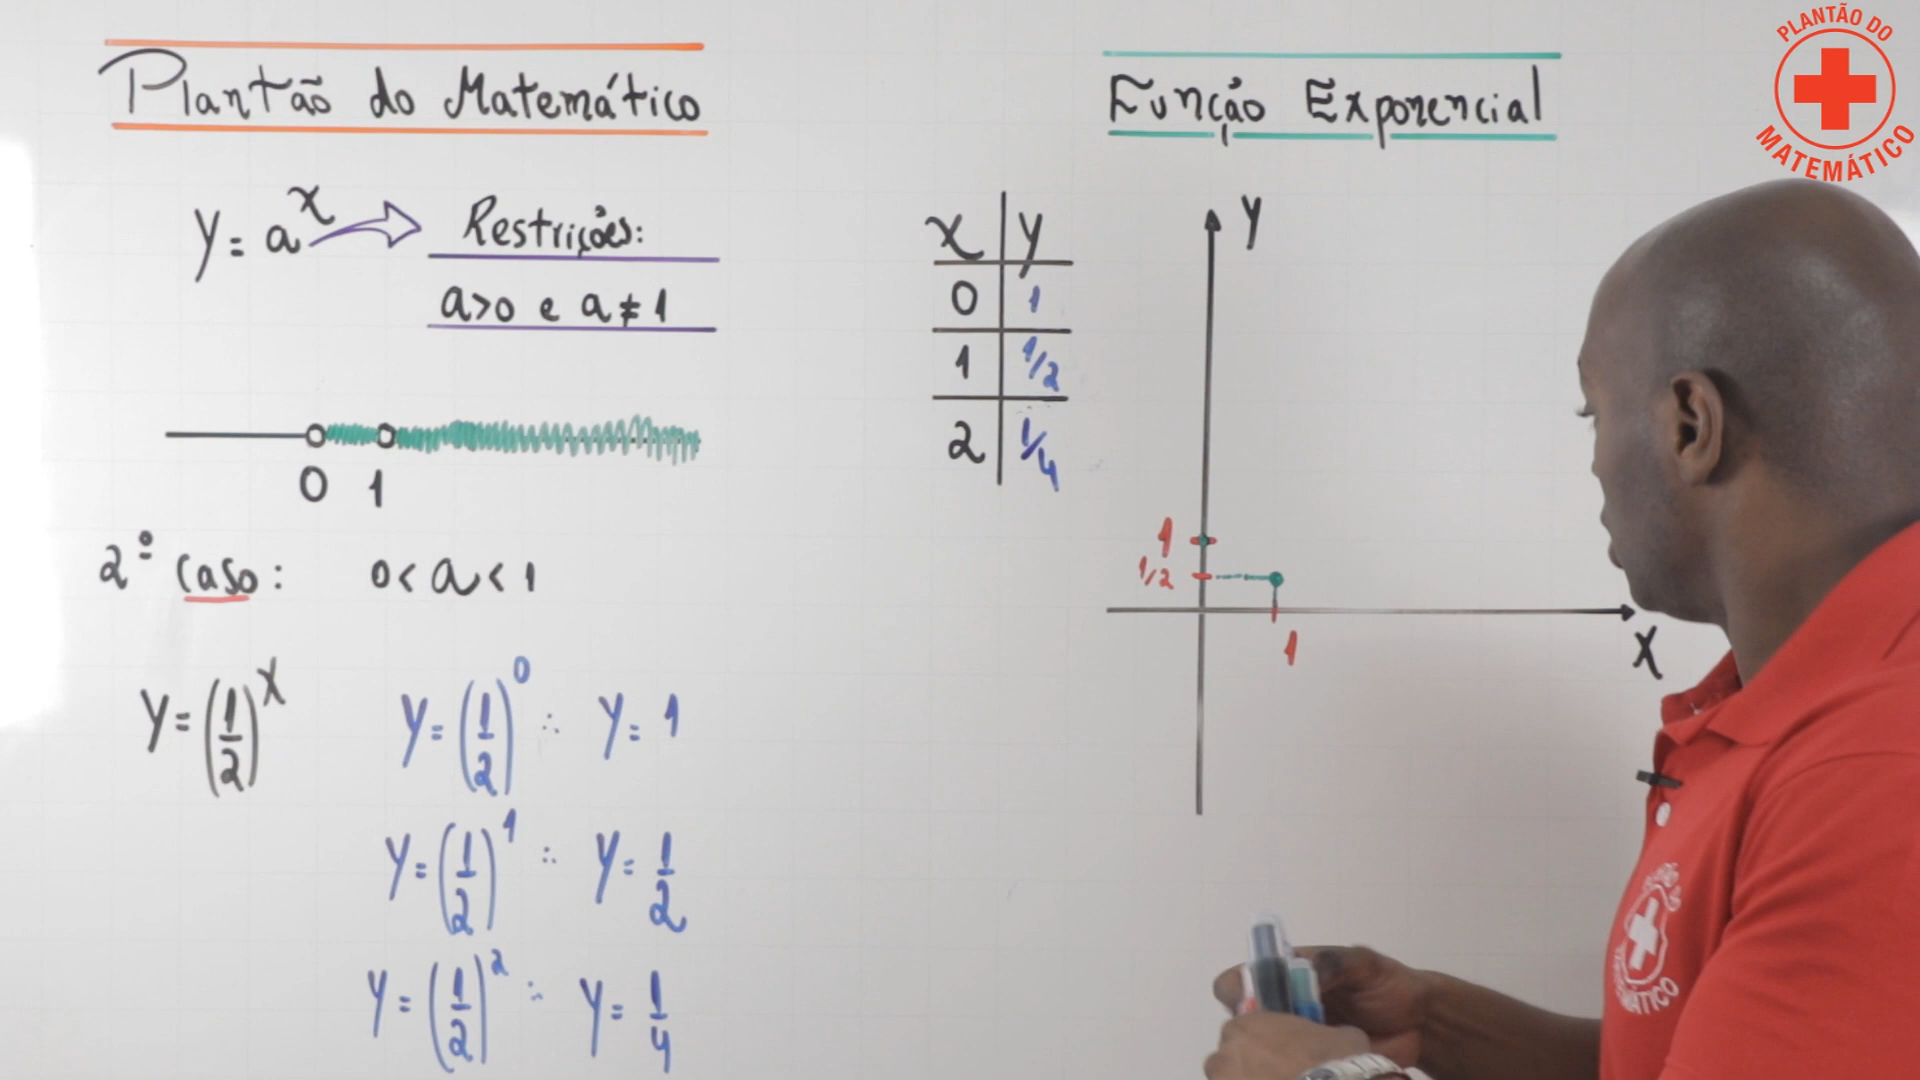 Plantão do Matemático
Função Exponencial
PLANTÃO DO
MATEMÁTICO
y = a^x
Restrições:
a>0 e a ≠ 1
0 1
2º caso: 0 < a < 1
y = (1/2)^x
y = (1/2)^0 ∴ y = 1
y = (1/2)^1 ∴ y = 1/2
y = (1/2)^2 ∴ y = 1/4
x y
0 1
1 1/2
2 1/4
y
1
1/2
1
x